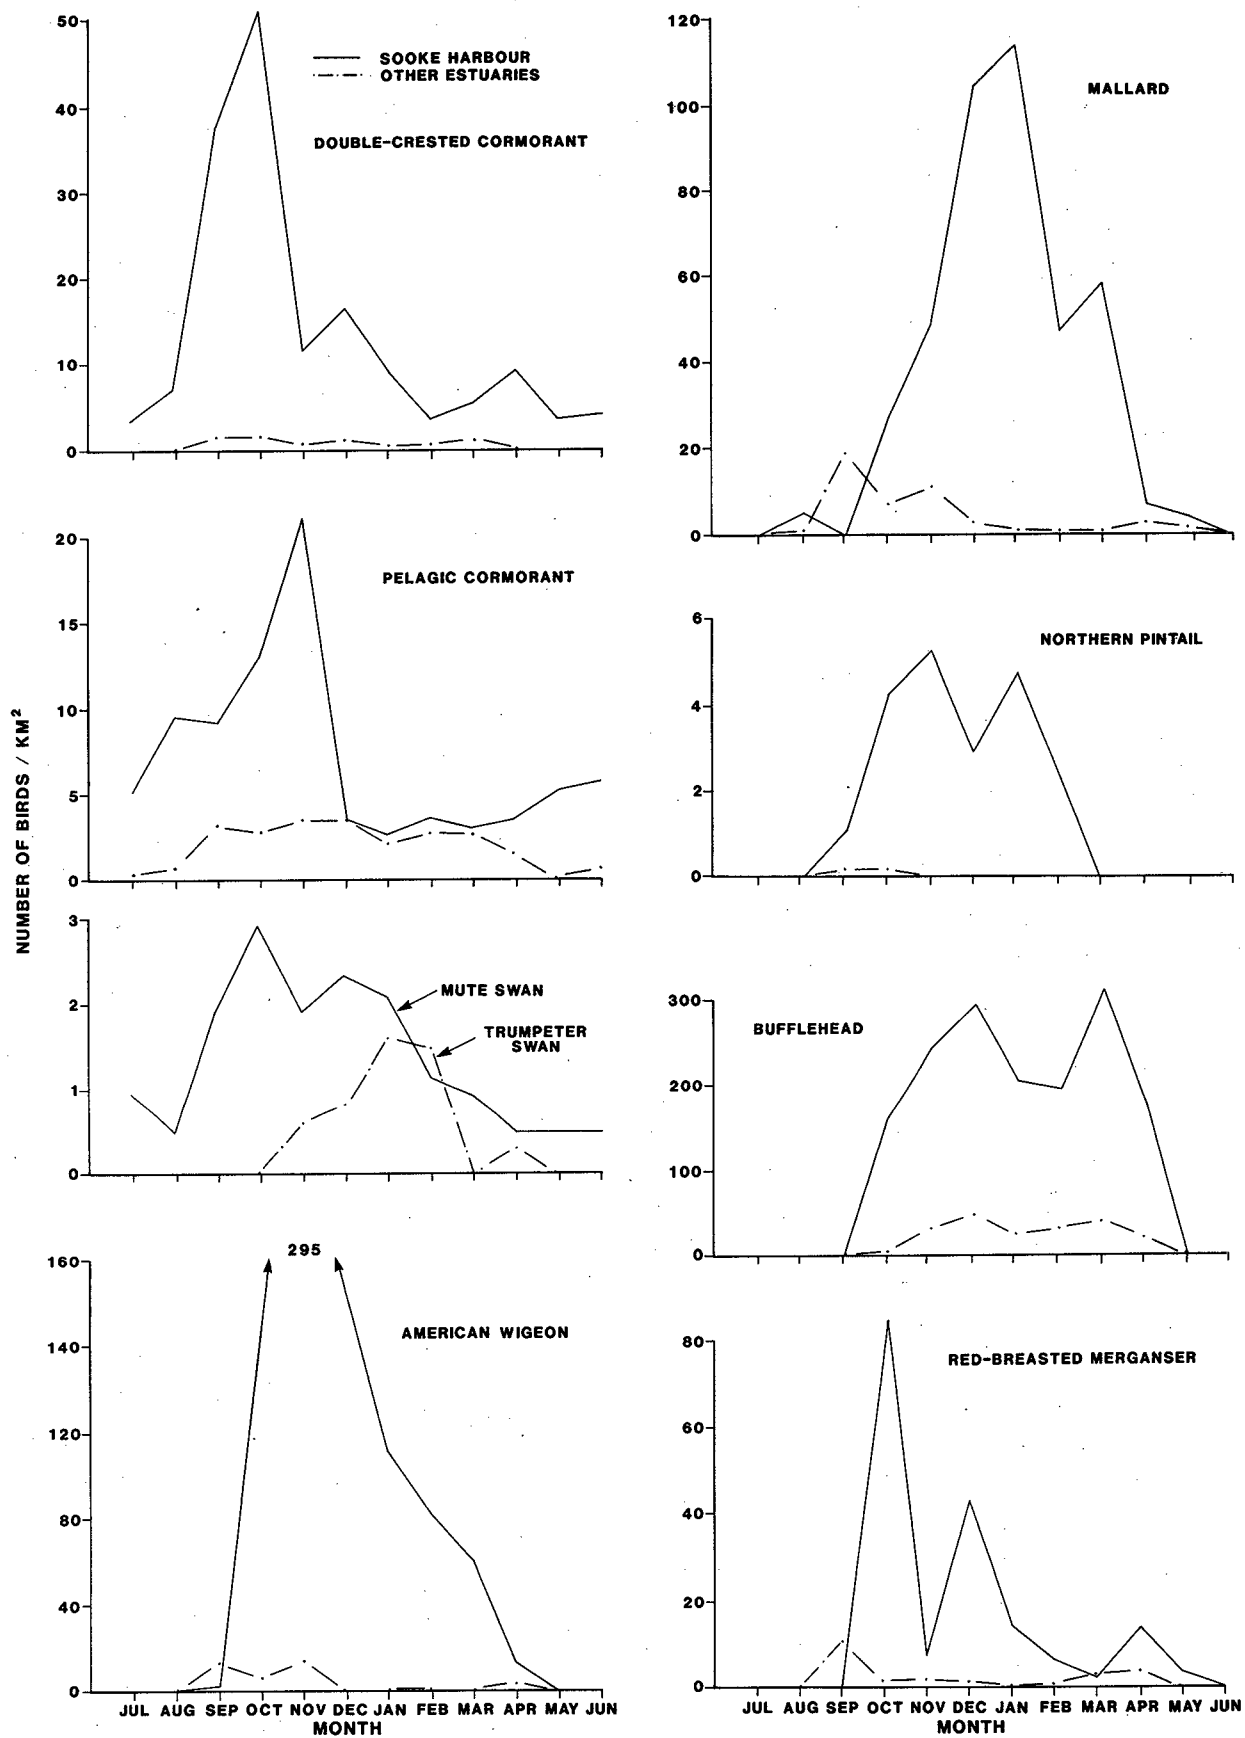 50
40
30
20
10
0
SOOKE HARBOUR
OTHER ESTUARIES
DOUBLE-CRESTED CORMORANT
20
15
10
5
0
PELAGIC CORMORANT
NUMBER OF BIRDS / KM²
3
2
1
0
MUTE SWAN
TRUMPETER
SWAN
160
140
120
80
40
0
295
AMERICAN WIGEON
JUL AUG SEP OCT NOV DEC JAN FEB MAR APR MAY JUN
MONTH
120
100
80
60
40
20
0
MALLARD
6
4
2
0
NORTHERN PINTAIL
300
200
100
0
BUFFLEHEAD
80
60
40
20
0
RED-BREASTED MERGANSER
JUL AUG SEP OCT NOV DEC JAN FEB MAR APR MAY JUN
MONTH